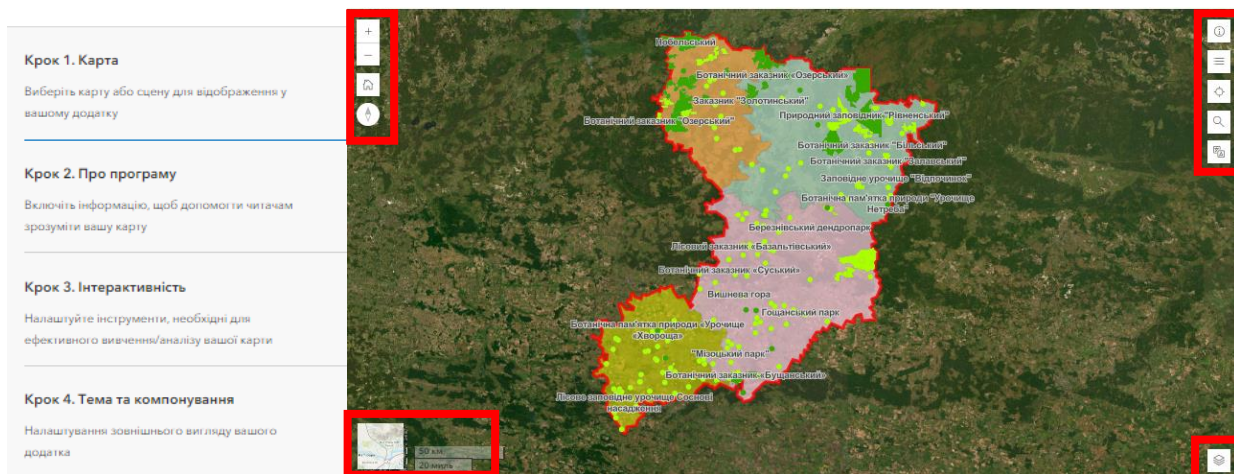 Крок 1. Карта
Виберіть карту або сцену для відображення у
вашому додатку
Крок 2. Про програму
Включіть інформацію, щоб допомогти читачам
зрозуміти вашу карту
Крок 3. Інтерактивність
Налаштуйте інструменти, необхідні для
ефективного вивчення/аналізу вашої карти
Крок 4. Тема та компонування
Налаштування зовнішнього вигляду вашого
додатка
Нобельський
Ботанічний заказник «Озерський»
Заказник "Золотинський"
Ботанічний заказник "Озерський"
Природний заповідник "Рівненський"
Ботанічний заказник "Більський"
Ботанічний заказник
Заповідне урочище "Відпочинок"
Ботанічна пам'ятка природи "Урочище
Нетреба"
Березнівський дендропарк
Лісовий заказник «Базальтівський»
Ботанічний заказник «Суський»
Вишнева гора
Гощанський парк
Ботанічна пам'ятка природи «Урочище
«Хвороща»
"Мізоцький парк"
Ботанічний заказник «Бущанський»
Лісове заповідне урочище Соснові
насадження
50 км
20 миль